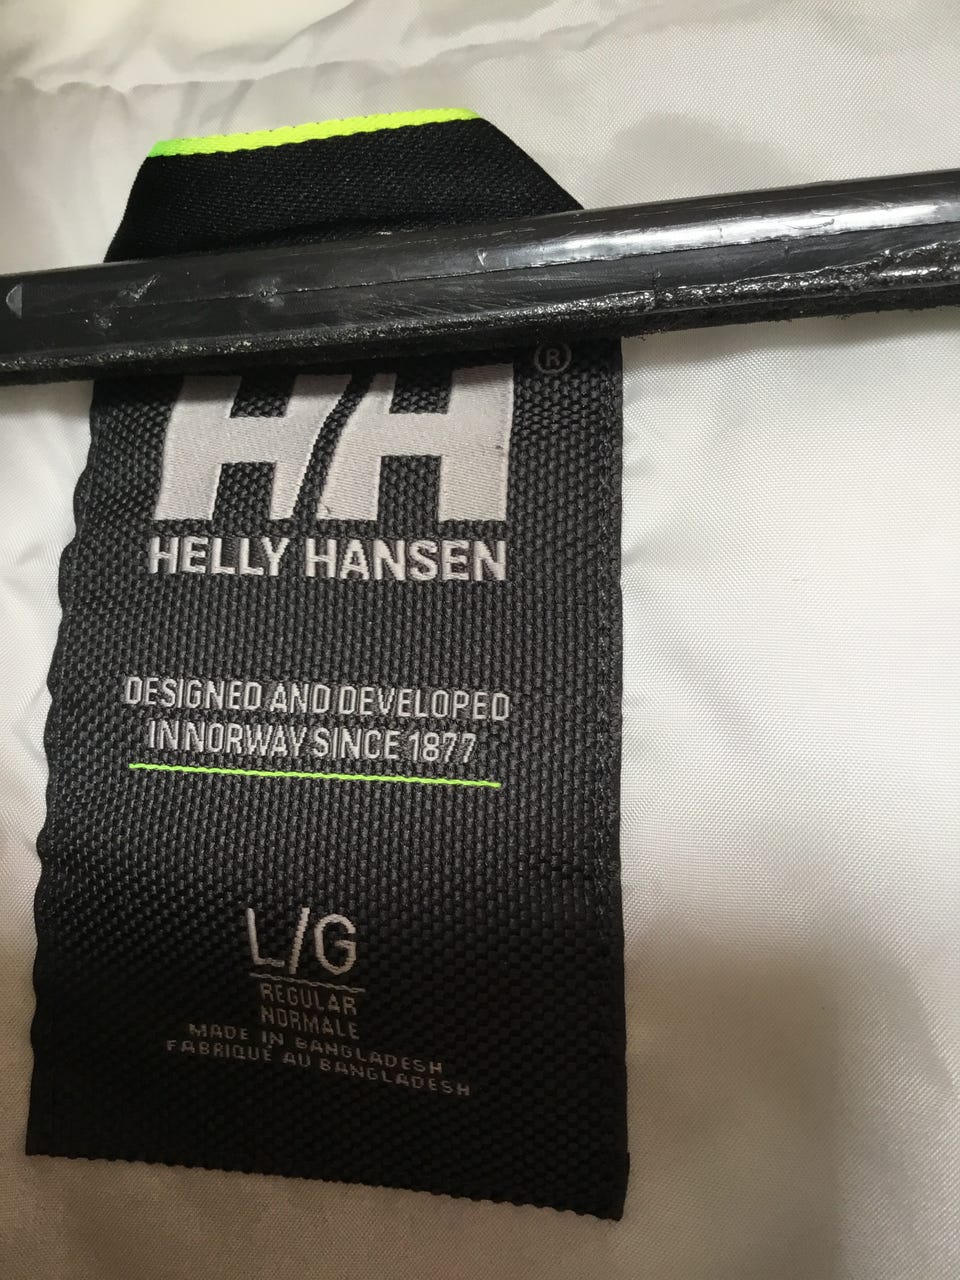 HH ®
HELLY HANSEN
DESIGNED AND DEVELOPED
IN NORWAY SINCE 1877
L/G
REGULAR
NORMALE
MADE IN BANGLADESH
FABRIQUÉ AU BANGLADESH